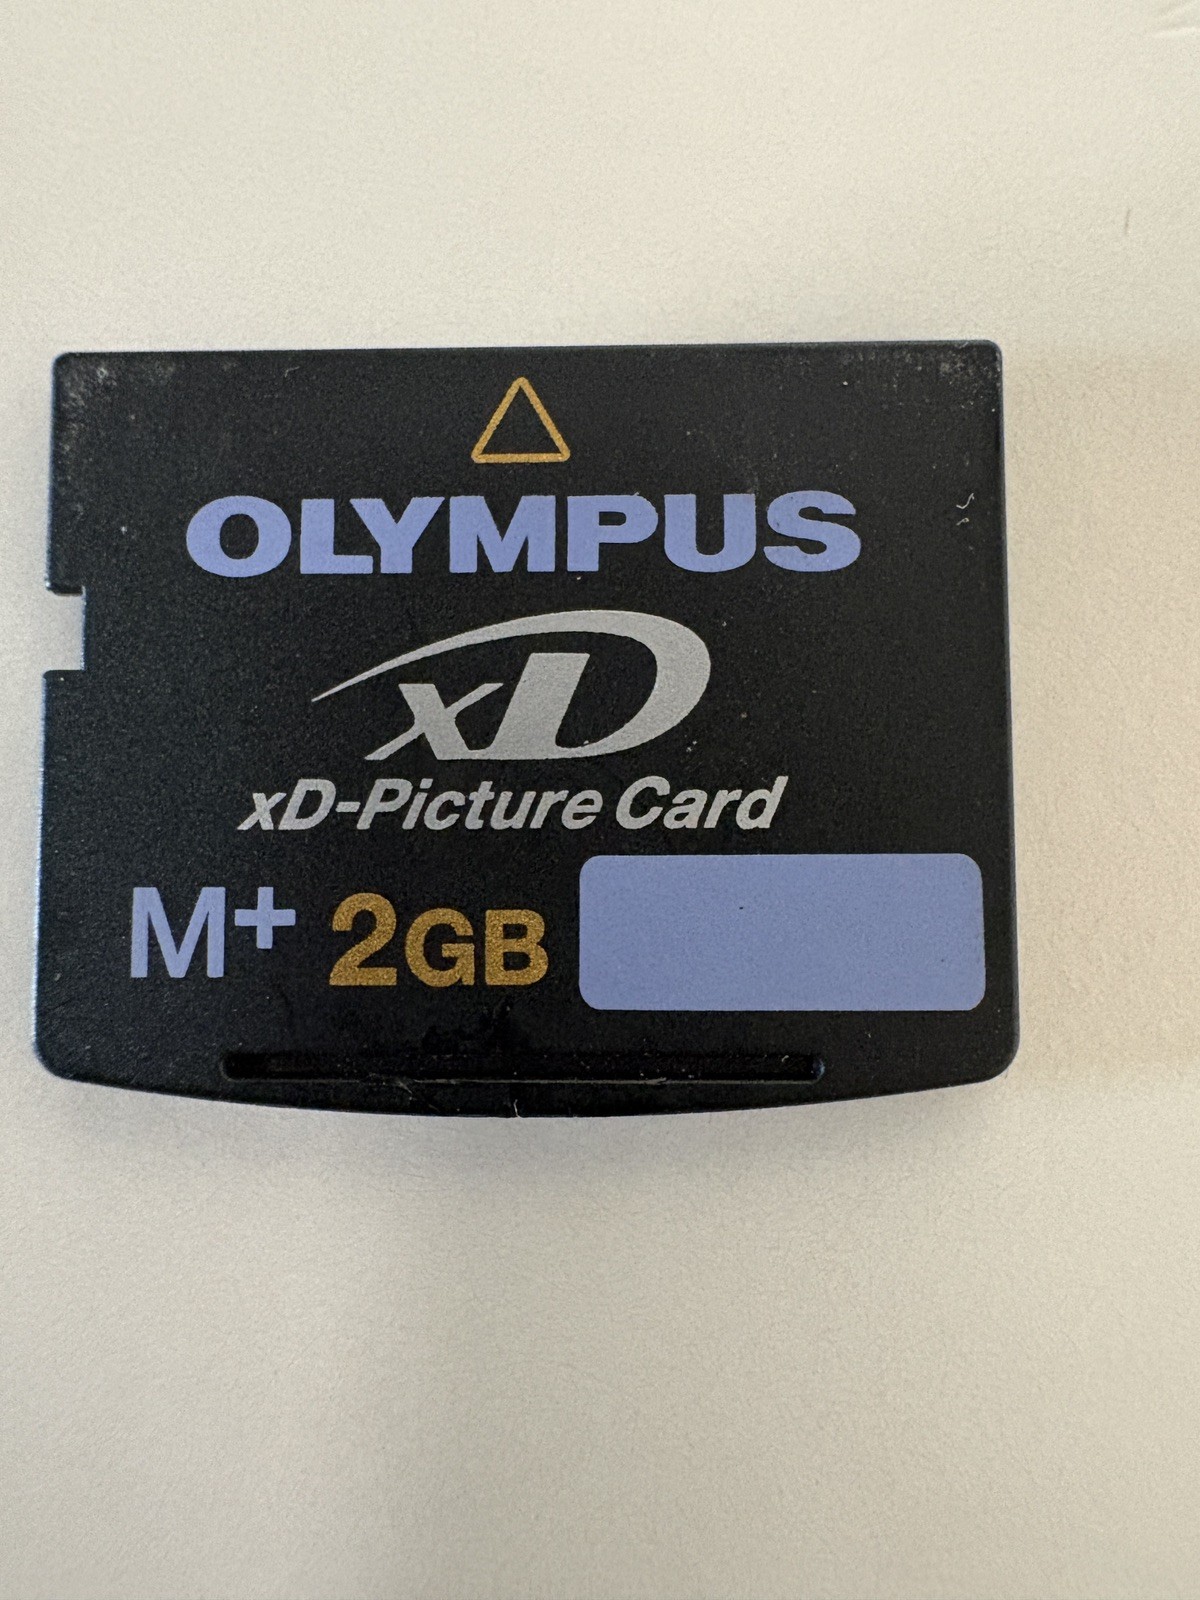 OLYMPUS
xD
xD-Picture Card
M+ 2GB